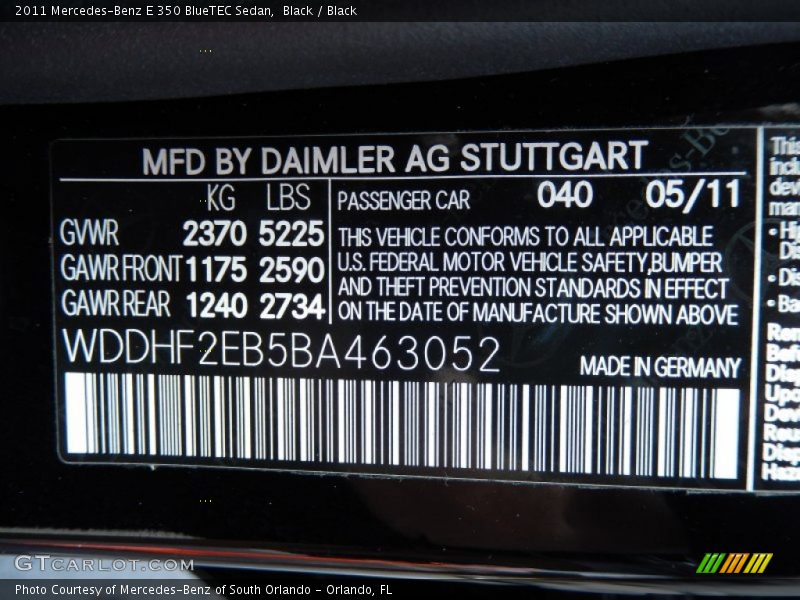 2011 Mercedes-Benz E 350 BlueTEC Sedan, Black / Black
MFD BY DAIMLER AG STUTTGART
KG LBS
PASSENGER CAR 040 05/11
GVWR 2370 5225
GAWR FRONT 1175 2590
GAWR REAR 1240 2734
THIS VEHICLE CONFORMS TO ALL APPLICABLE
U.S. FEDERAL MOTOR VEHICLE SAFETY,BUMPER
AND THEFT PREVENTION STANDARDS IN EFFECT
ON THE DATE OF MANUFACTURE SHOWN ABOVE
WDDHF2EB5BA463052
MADE IN GERMANY
This
GTCarLot.com
Photo Courtesy of Mercedes-Benz of South Orlando - Orlando, FL